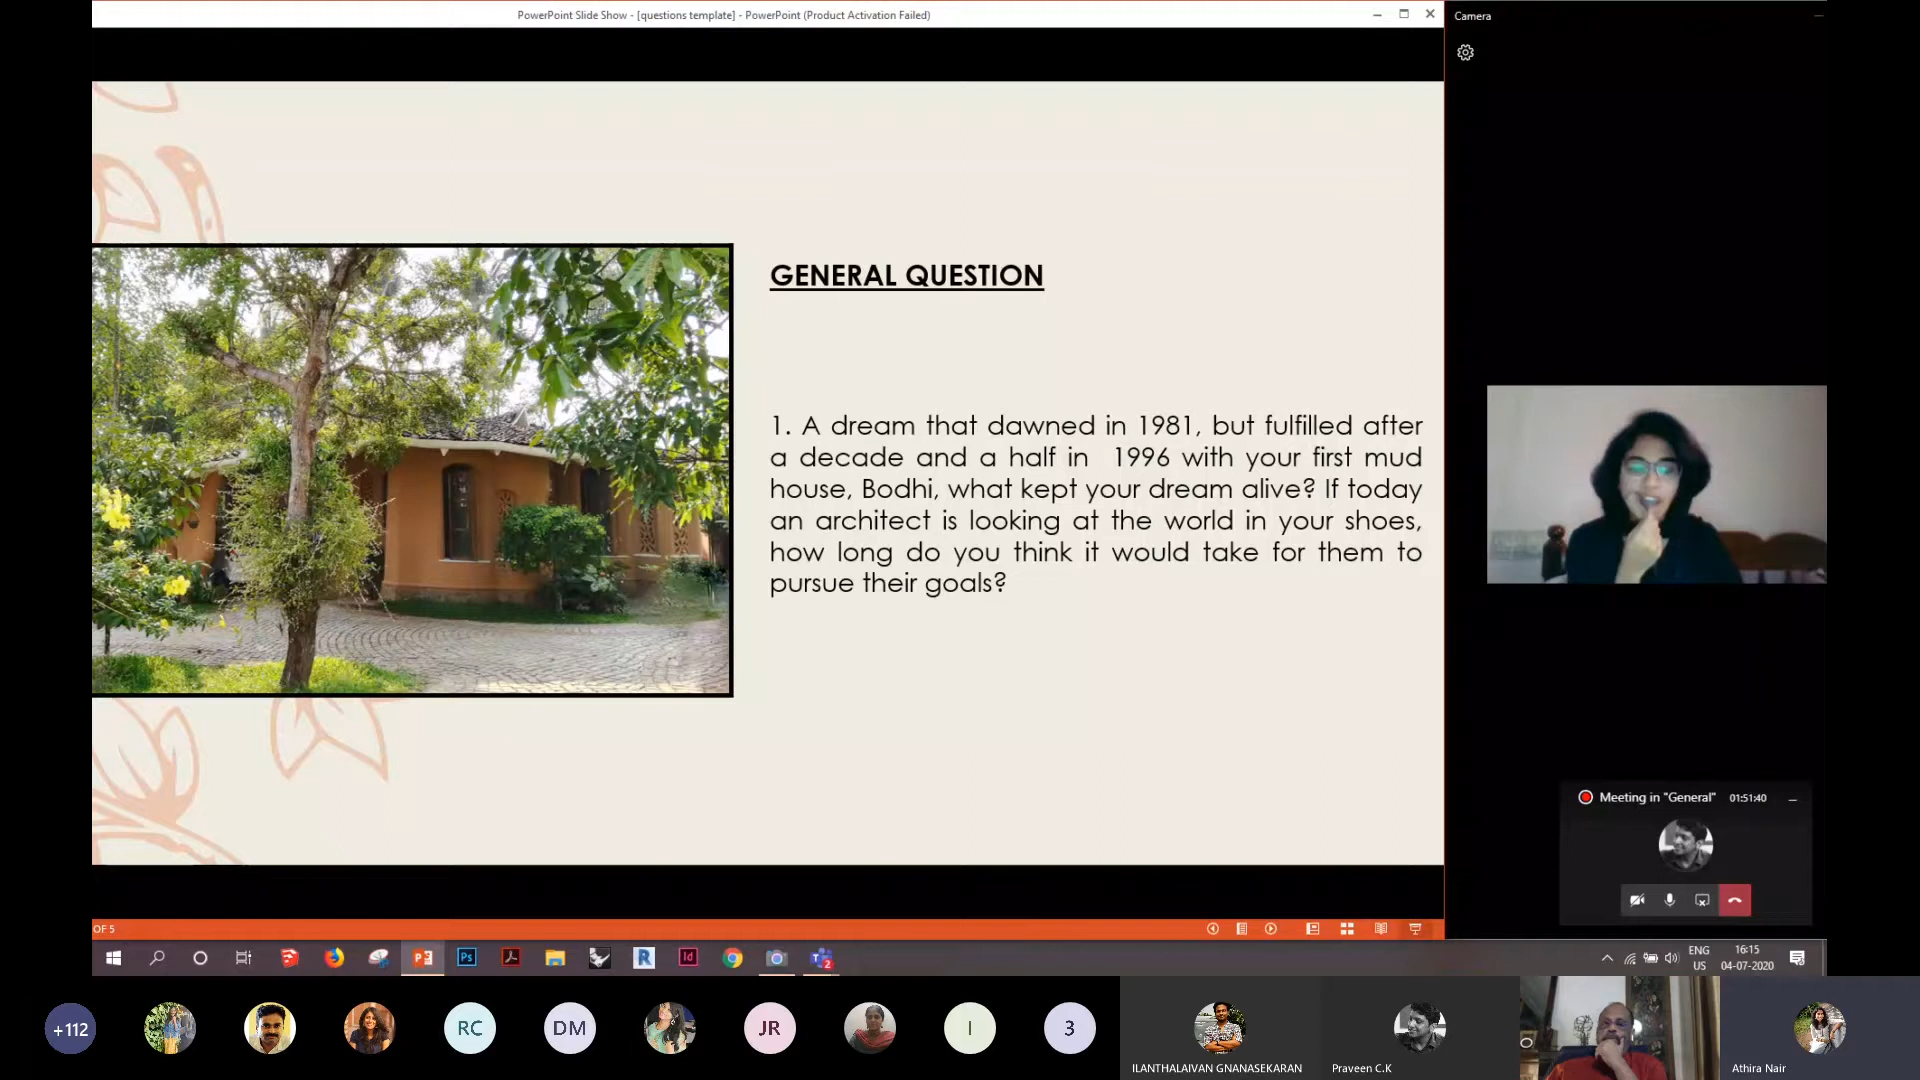 PowerPoint Slide Show - [questions template] - PowerPoint (Product Activation Failed)
Camera
GENERAL QUESTION
1. A dream that dawned in 1981, but fulfilled after
a decade and a half in 1996 with your first mud
house, Bodhi, what kept your dream alive? If today
an architect is looking at the world in your shoes,
how long do you think it would take for them to
pursue their goals?
Meeting in "General" 01:51:40
OF 5
Ps
R
Id
2
ENG
US
16:15
04-07-2020
+112
RC
DM
JR
I
3
ILANTHALAIVAN GNANASEKARAN
Praveen C.K
Athira Nair